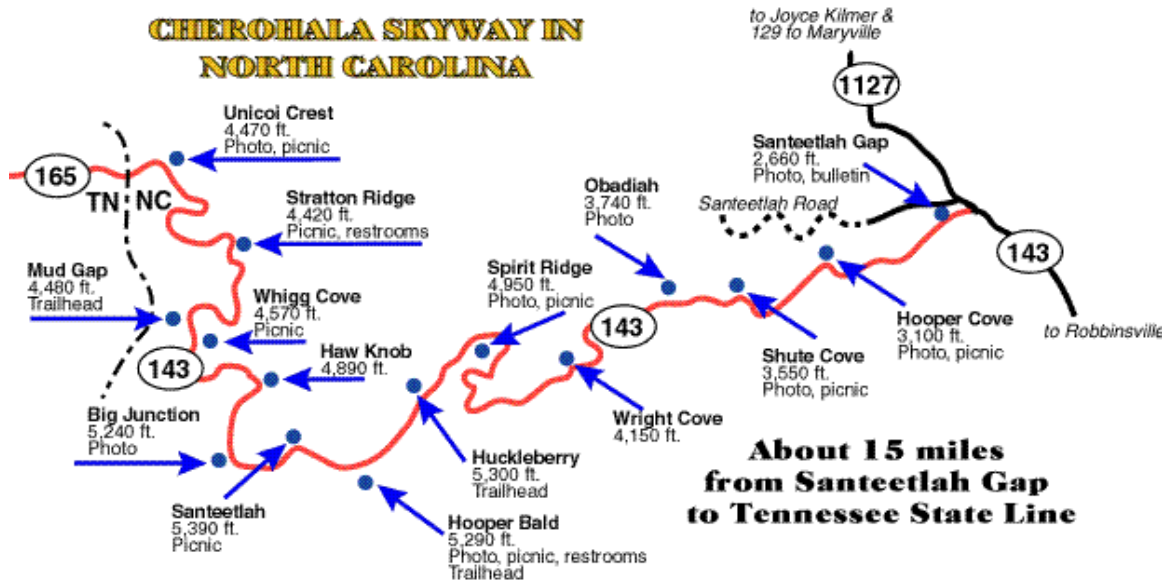 CHEROHALA SKYWAY IN
NORTH CAROLINA
to Joyce Kilmer &
129 to Maryville
1127
Unicoi Crest
4,470 ft.
Photo, picnic
165
TN
NC
Stratton Ridge
4,420 ft.
Picnic, restrooms
Santeetlah Gap
2,660 ft.
Photo, bulletin
Obadiah
3,740 ft.
Photo
Santeetlah Road
143
Mud Gap
4,480 ft.
Trailhead
Whigg Cove
4,570 ft.
Picnic
Spirit Ridge
4,950 ft.
Photo, picnic
143
Hooper Cove
3,100 ft.
Photo, picnic
to Robbinsville
143
Haw Knob
4,890 ft.
Shute Cove
3,550 ft.
Photo, picnic
Big Junction
5,240 ft.
Photo
Wright Cove
4,150 ft.
Huckleberry
5,300 ft.
Trailhead
Santeetlah
5,390 ft.
Picnic
Hooper Bald
5,290 ft.
Photo, picnic, restrooms
Trailhead
About 15 miles
from Santeetlah Gap
to Tennessee State Line